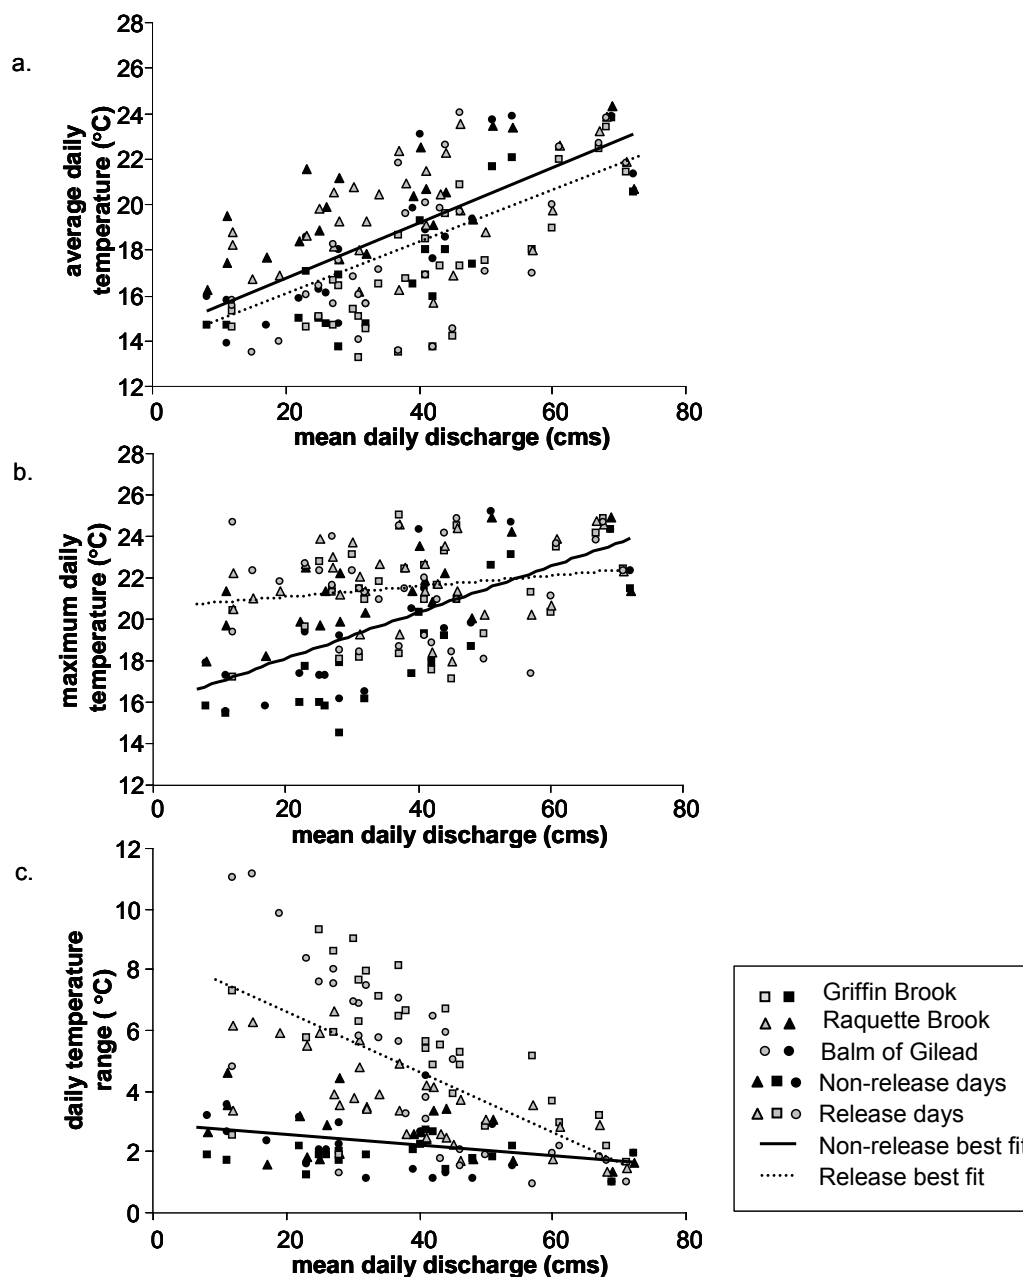 a.
28
26
24
22
20
18
16
14
12
average daily
temperature (°C)
0 20 40 60 80
mean daily discharge (cms)
b.
28
26
24
22
20
18
16
14
12
maximum daily
temperature (°C)
0 20 40 60 80
mean daily discharge (cms)
c.
12
10
8
6
4
2
0
daily temperature
range ( °C)
0 20 40 60 80
mean daily discharge (cms)
Griffin Brook
Raquette Brook
Balm of Gilead
Non-release days
Release days
Non-release best fit
Release best fit